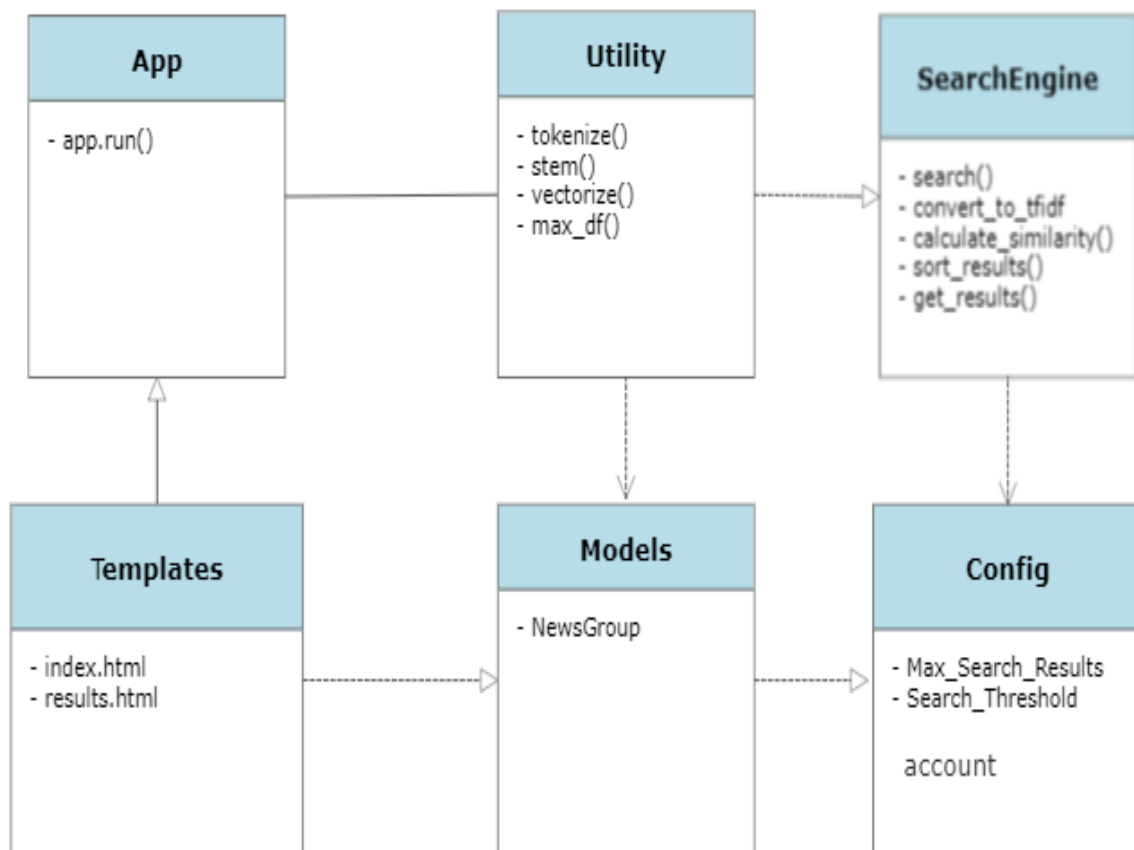 App
- app.run()
Utility
- tokenize()
- stem()
- vectorize()
- max_df()
SearchEngine
- search()
- convert_to_tfidf
- calculate_similarity()
- sort_results()
- get_results()
Templates
- index.html
- results.html
Models
- NewsGroup
Config
- Max_Search_Results
- Search_Threshold
account